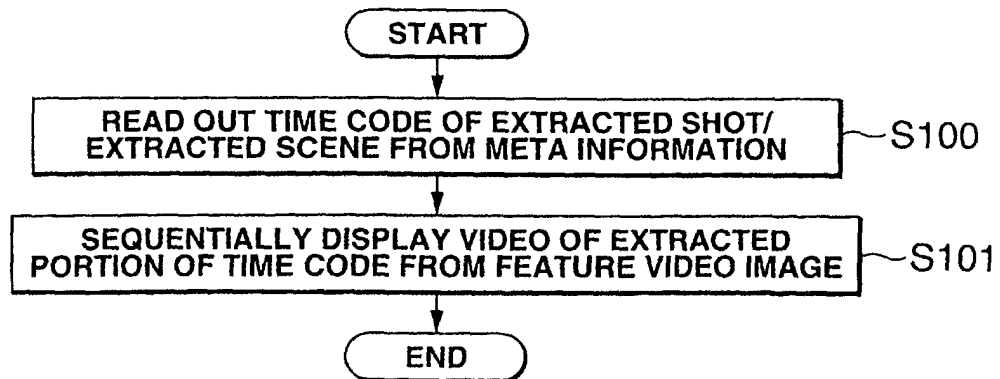 START
READ OUT TIME CODE OF EXTRACTED SHOT/
EXTRACTED SCENE FROM META INFORMATION
S100
SEQUENTIALLY DISPLAY VIDEO OF EXTRACTED
PORTION OF TIME CODE FROM FEATURE VIDEO IMAGE
S101
END